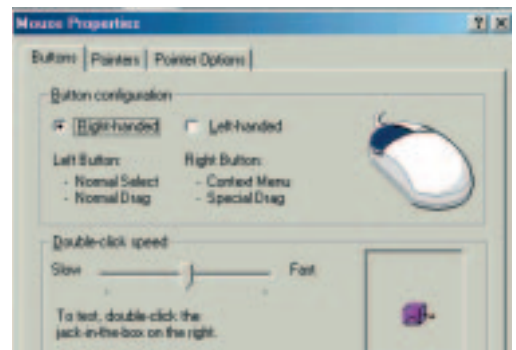 Mouse Properties
Buttons Pointers Pointer Options
Button configuration
Right-handed Left-handed
Left Button: Right Button:
- Normal Select - Context Menu
- Normal Drag - Special Drag
Double-click speed
Slow Fast
To test, double-click the
jack-in-the-box on the right.